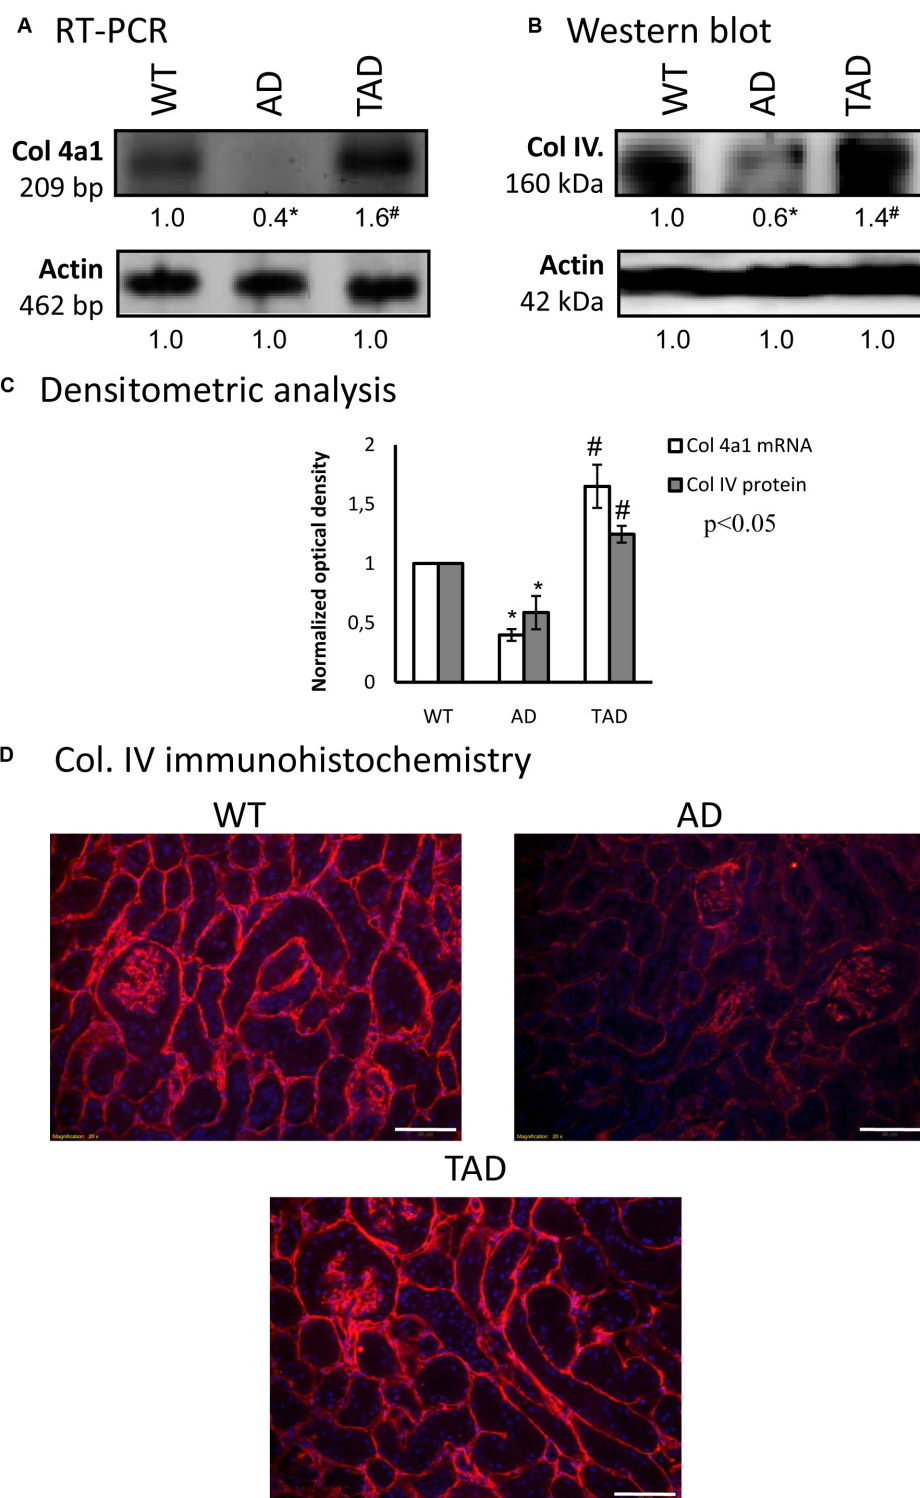 A RT-PCR
WT AD TAD
Col 4a1
209 bp
1.0 0.4* 1.6#
Actin
462 bp
1.0 1.0 1.0
B Western blot
WT AD TAD
Col IV.
160 kDa
1.0 0.6* 1.4#
Actin
42 kDa
1.0 1.0 1.0
C Densitometric analysis
Normalized optical density
2
1,5
1
0,5
0
# #
* *
WT AD TAD
Col 4a1 mRNA
Col IV protein
p<0.05
D Col. IV immunohistochemistry
WT
Magnification: 20 x
AD
Magnification: 20 x
TAD